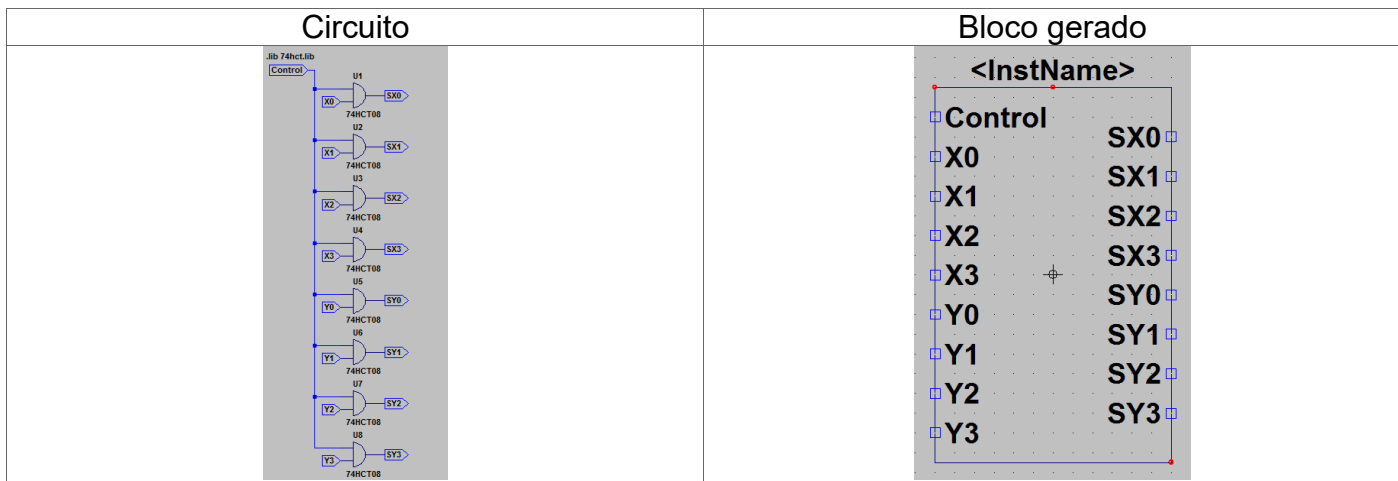 Circuito
Bloco gerado
.lib 74hct.lib
Control
U1
X0
SX0
74HCT08
U2
X1
SX1
74HCT08
U3
X2
SX2
74HCT08
U4
X3
SX3
74HCT08
U5
Y0
SY0
74HCT08
U6
Y1
SY1
74HCT08
U7
Y2
SY2
74HCT08
U8
Y3
SY3
74HCT08
<InstName>
Control
SX0
X0
SX1
X1
SX2
X2
SX3
X3
SY0
Y0
SY1
Y1
SY2
Y2
SY3
Y3